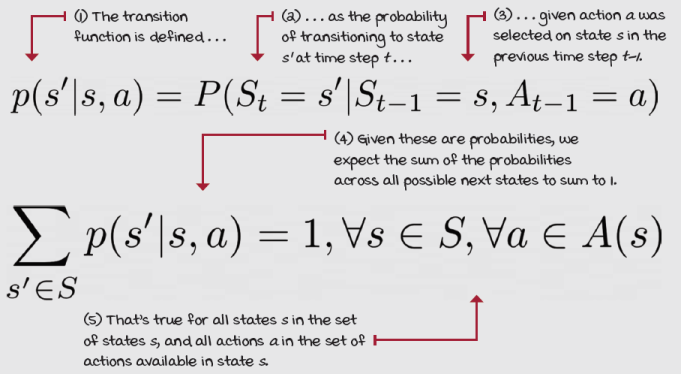 (1) The transition
function is defined...
(2) ... as the probability
of transitioning to state
s' at time step t...
(3) ... given action a was
selected on state s in the
previous time step t-1.
p(s'|s, a) = P(S_t = s'|S_{t-1} = s, A_{t-1} = a)
(4) Given these are probabilities, we
expect the sum of the probabilities
across all possible next states to sum to 1.
∑_{s'∈S} p(s'|s, a) = 1, ∀s ∈ S, ∀a ∈ A(s)
(5) That's true for all states s in the set
of states s, and all actions a in the set of
actions available in state s.